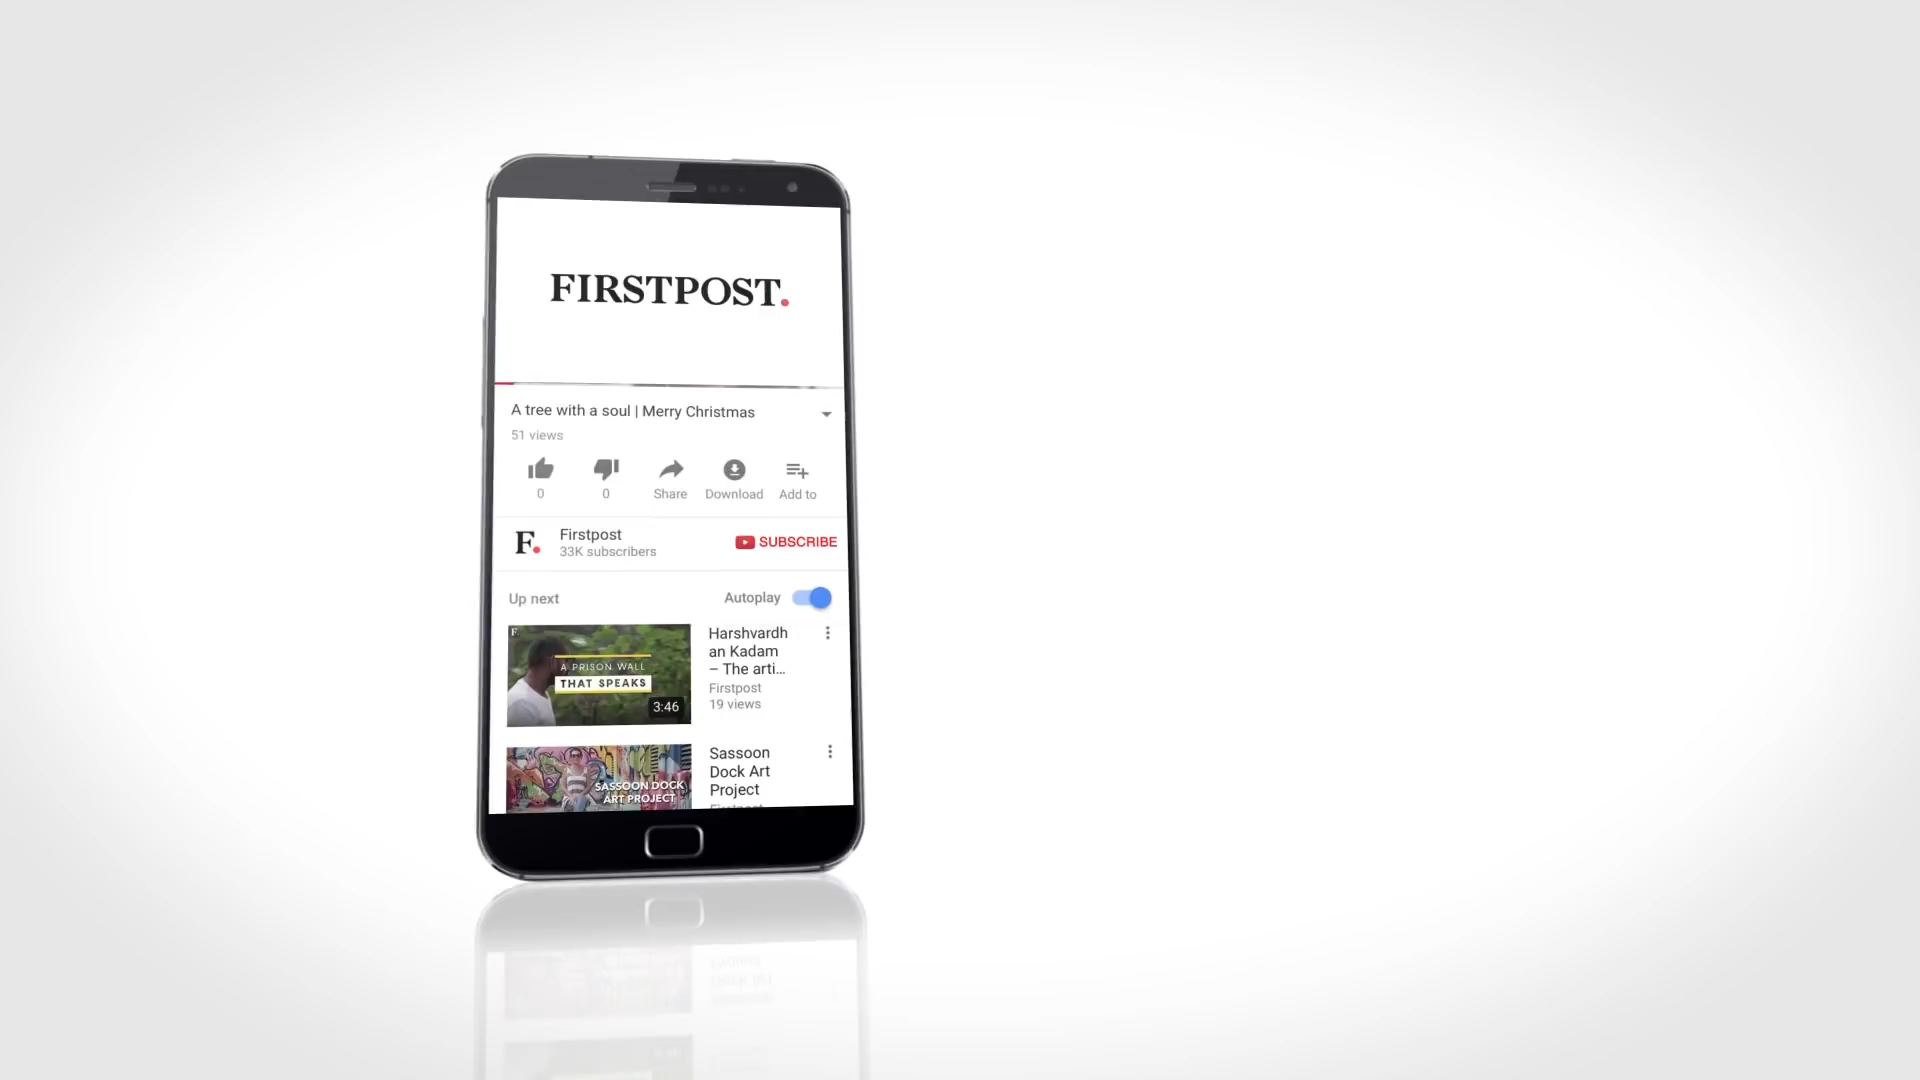 FIRSTPOST.
A tree with a soul | Merry Christmas
51 views
0
0
Share
Download
Add to
F.
Firstpost
33K subscribers
SUBSCRIBE
Up next
Autoplay
F.
A PRISON WALL
THAT SPEAKS
3:46
Harshvardh
an Kadam
– The arti...
Firstpost
19 views
SASSOON DOCK
ART PROJECT
Sassoon
Dock Art
Project
Firstpost